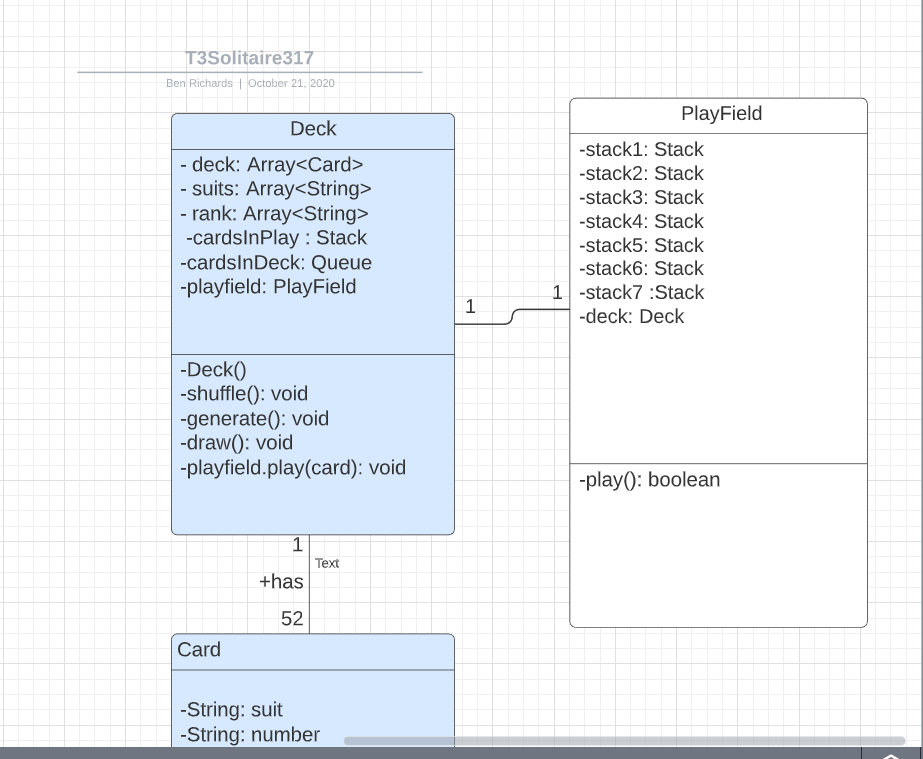 T3Solitaire317
Ben Richards | October 21, 2020
Deck
- deck: Array<Card>
- suits: Array<String>
- rank: Array<String>
-cardsInPlay : Stack
-cardsInDeck: Queue
-playfield: PlayField
-Deck()
-shuffle(): void
-generate(): void
-draw(): void
-playfield.play(card): void
1
1
PlayField
-stack1: Stack
-stack2: Stack
-stack3: Stack
-stack4: Stack
-stack5: Stack
-stack6: Stack
-stack7 :Stack
-deck: Deck
-play(): boolean
1
Text
+has
52
Card
-String: suit
-String: number